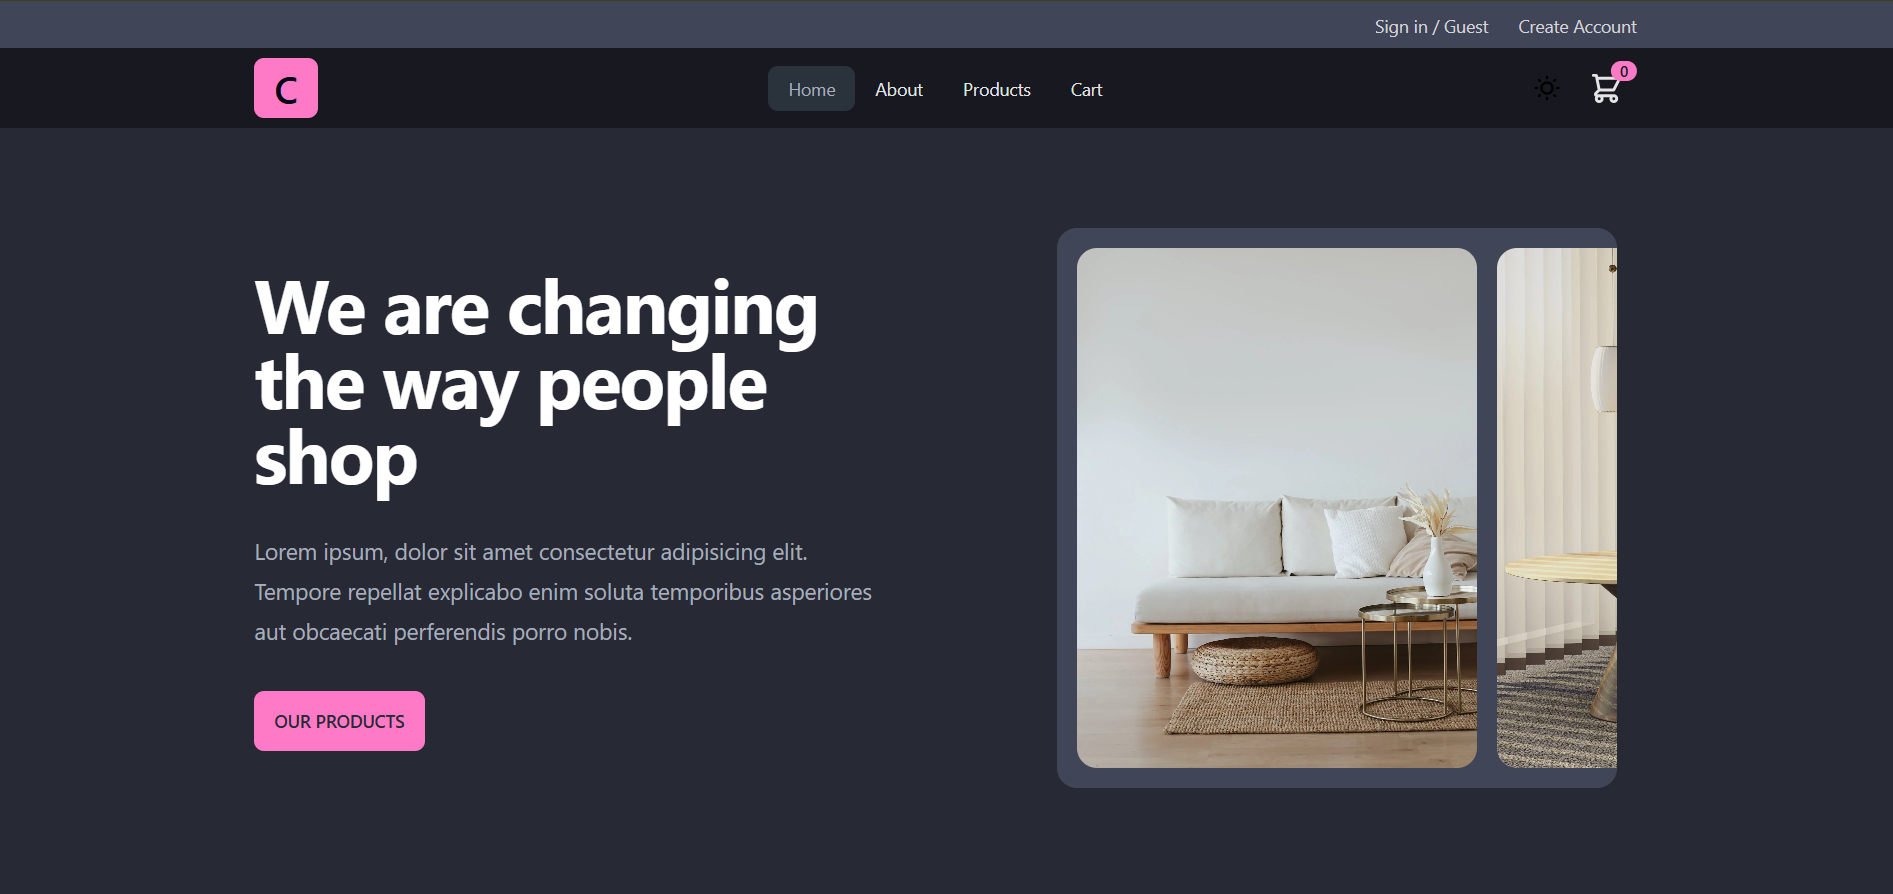 Sign in / Guest Create Account
C Home About Products Cart 0
We are changing
the way people
shop
Lorem ipsum, dolor sit amet consectetur adipisicing elit.
Tempore repellat explicabo enim soluta temporibus asperiores
aut obcaecati perferendis porro nobis.
OUR PRODUCTS